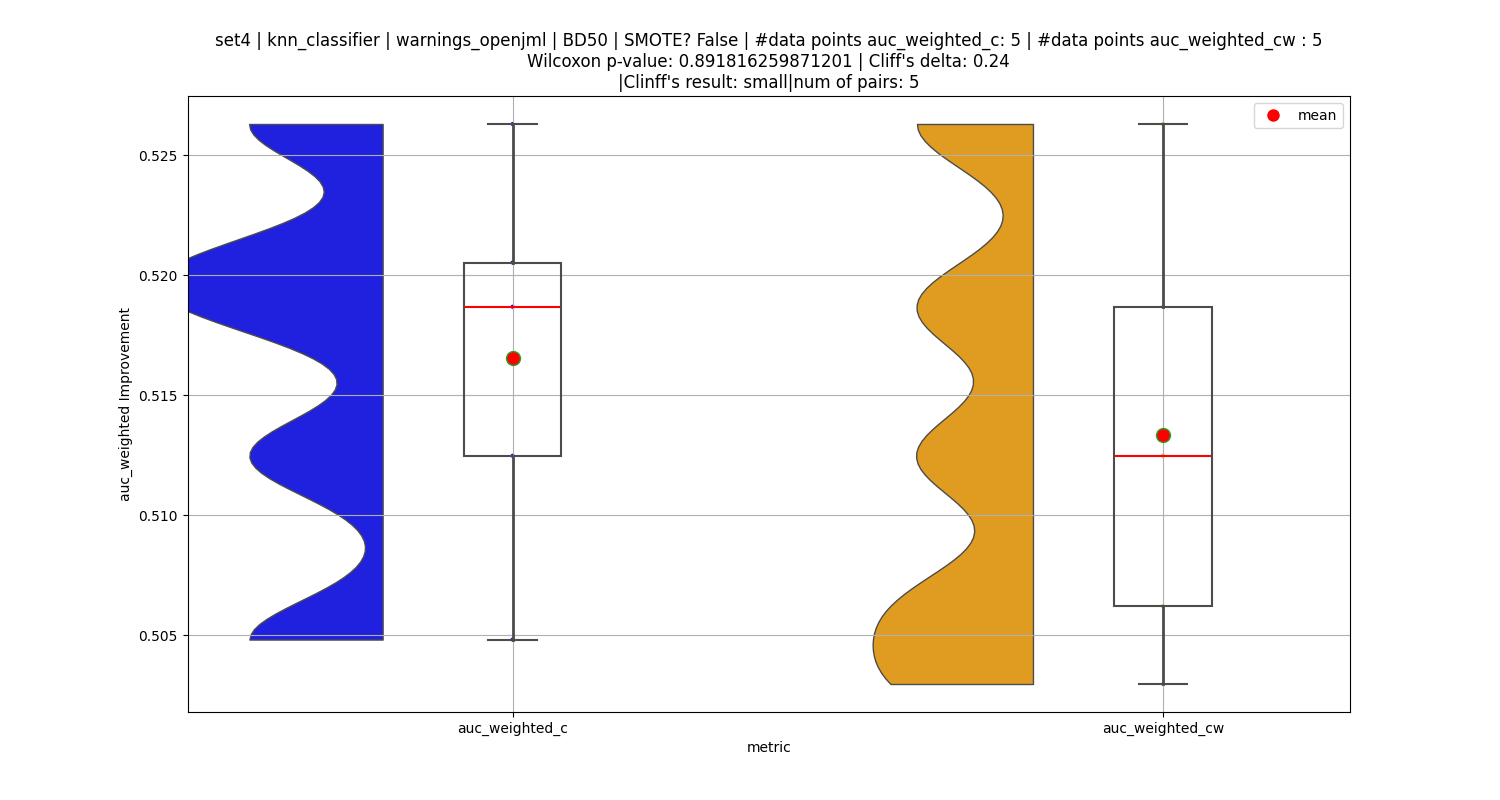 set4 | knn_classifier | warnings_openjml | BD50 | SMOTE? False | #data points auc_weighted_c: 5 | #data points auc_weighted_cw : 5
Wilcoxon p-value: 0.891816259871201 | Cliff's delta: 0.24
|Clinff's result: small|num of pairs: 5
mean
0.525
0.520
0.515
0.510
0.505
auc_weighted Improvement
auc_weighted_c
auc_weighted_cw
metric